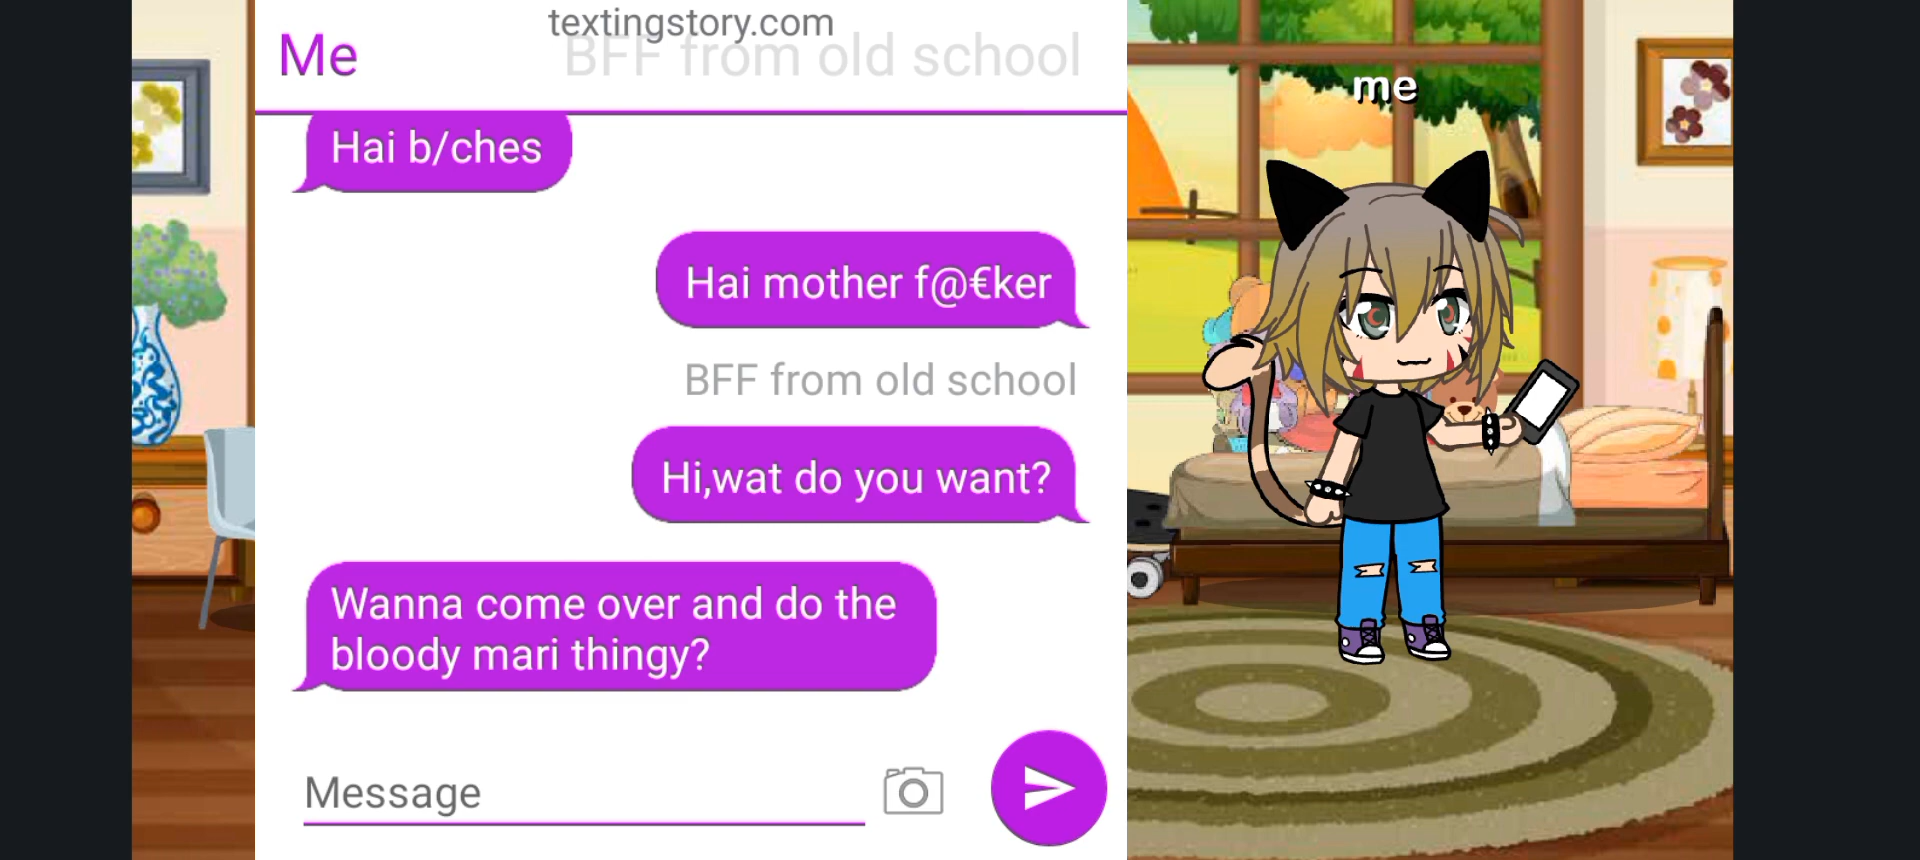 textingstory.com
Me
BFF from old school
Hai b/ches
Hai mother f@€ker
BFF from old school
Hi,wat do you want?
Wanna come over and do the
bloody mari thingy?
Message
me